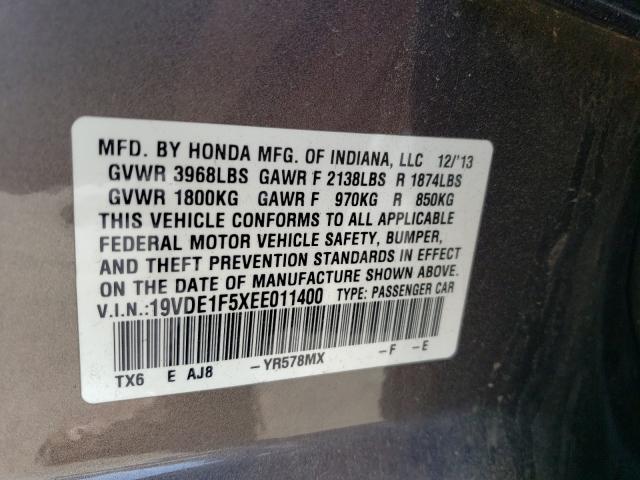 MFD. BY HONDA MFG. OF INDIANA, LLC 12/'13
GVWR 3968LBS GAWR F 2138LBS R 1874LBS
GVWR 1800KG GAWR F 970KG R 850KG
THIS VEHICLE CONFORMS TO ALL APPLICABLE
FEDERAL MOTOR VEHICLE SAFETY, BUMPER,
AND THEFT PREVENTION STANDARDS IN EFFECT
ON THE DATE OF MANUFACTURE SHOWN ABOVE.
V.I.N.:19VDE1F5XEE011400 TYPE: PASSENGER CAR
TX6 E AJ8 -YR578MX -F -E